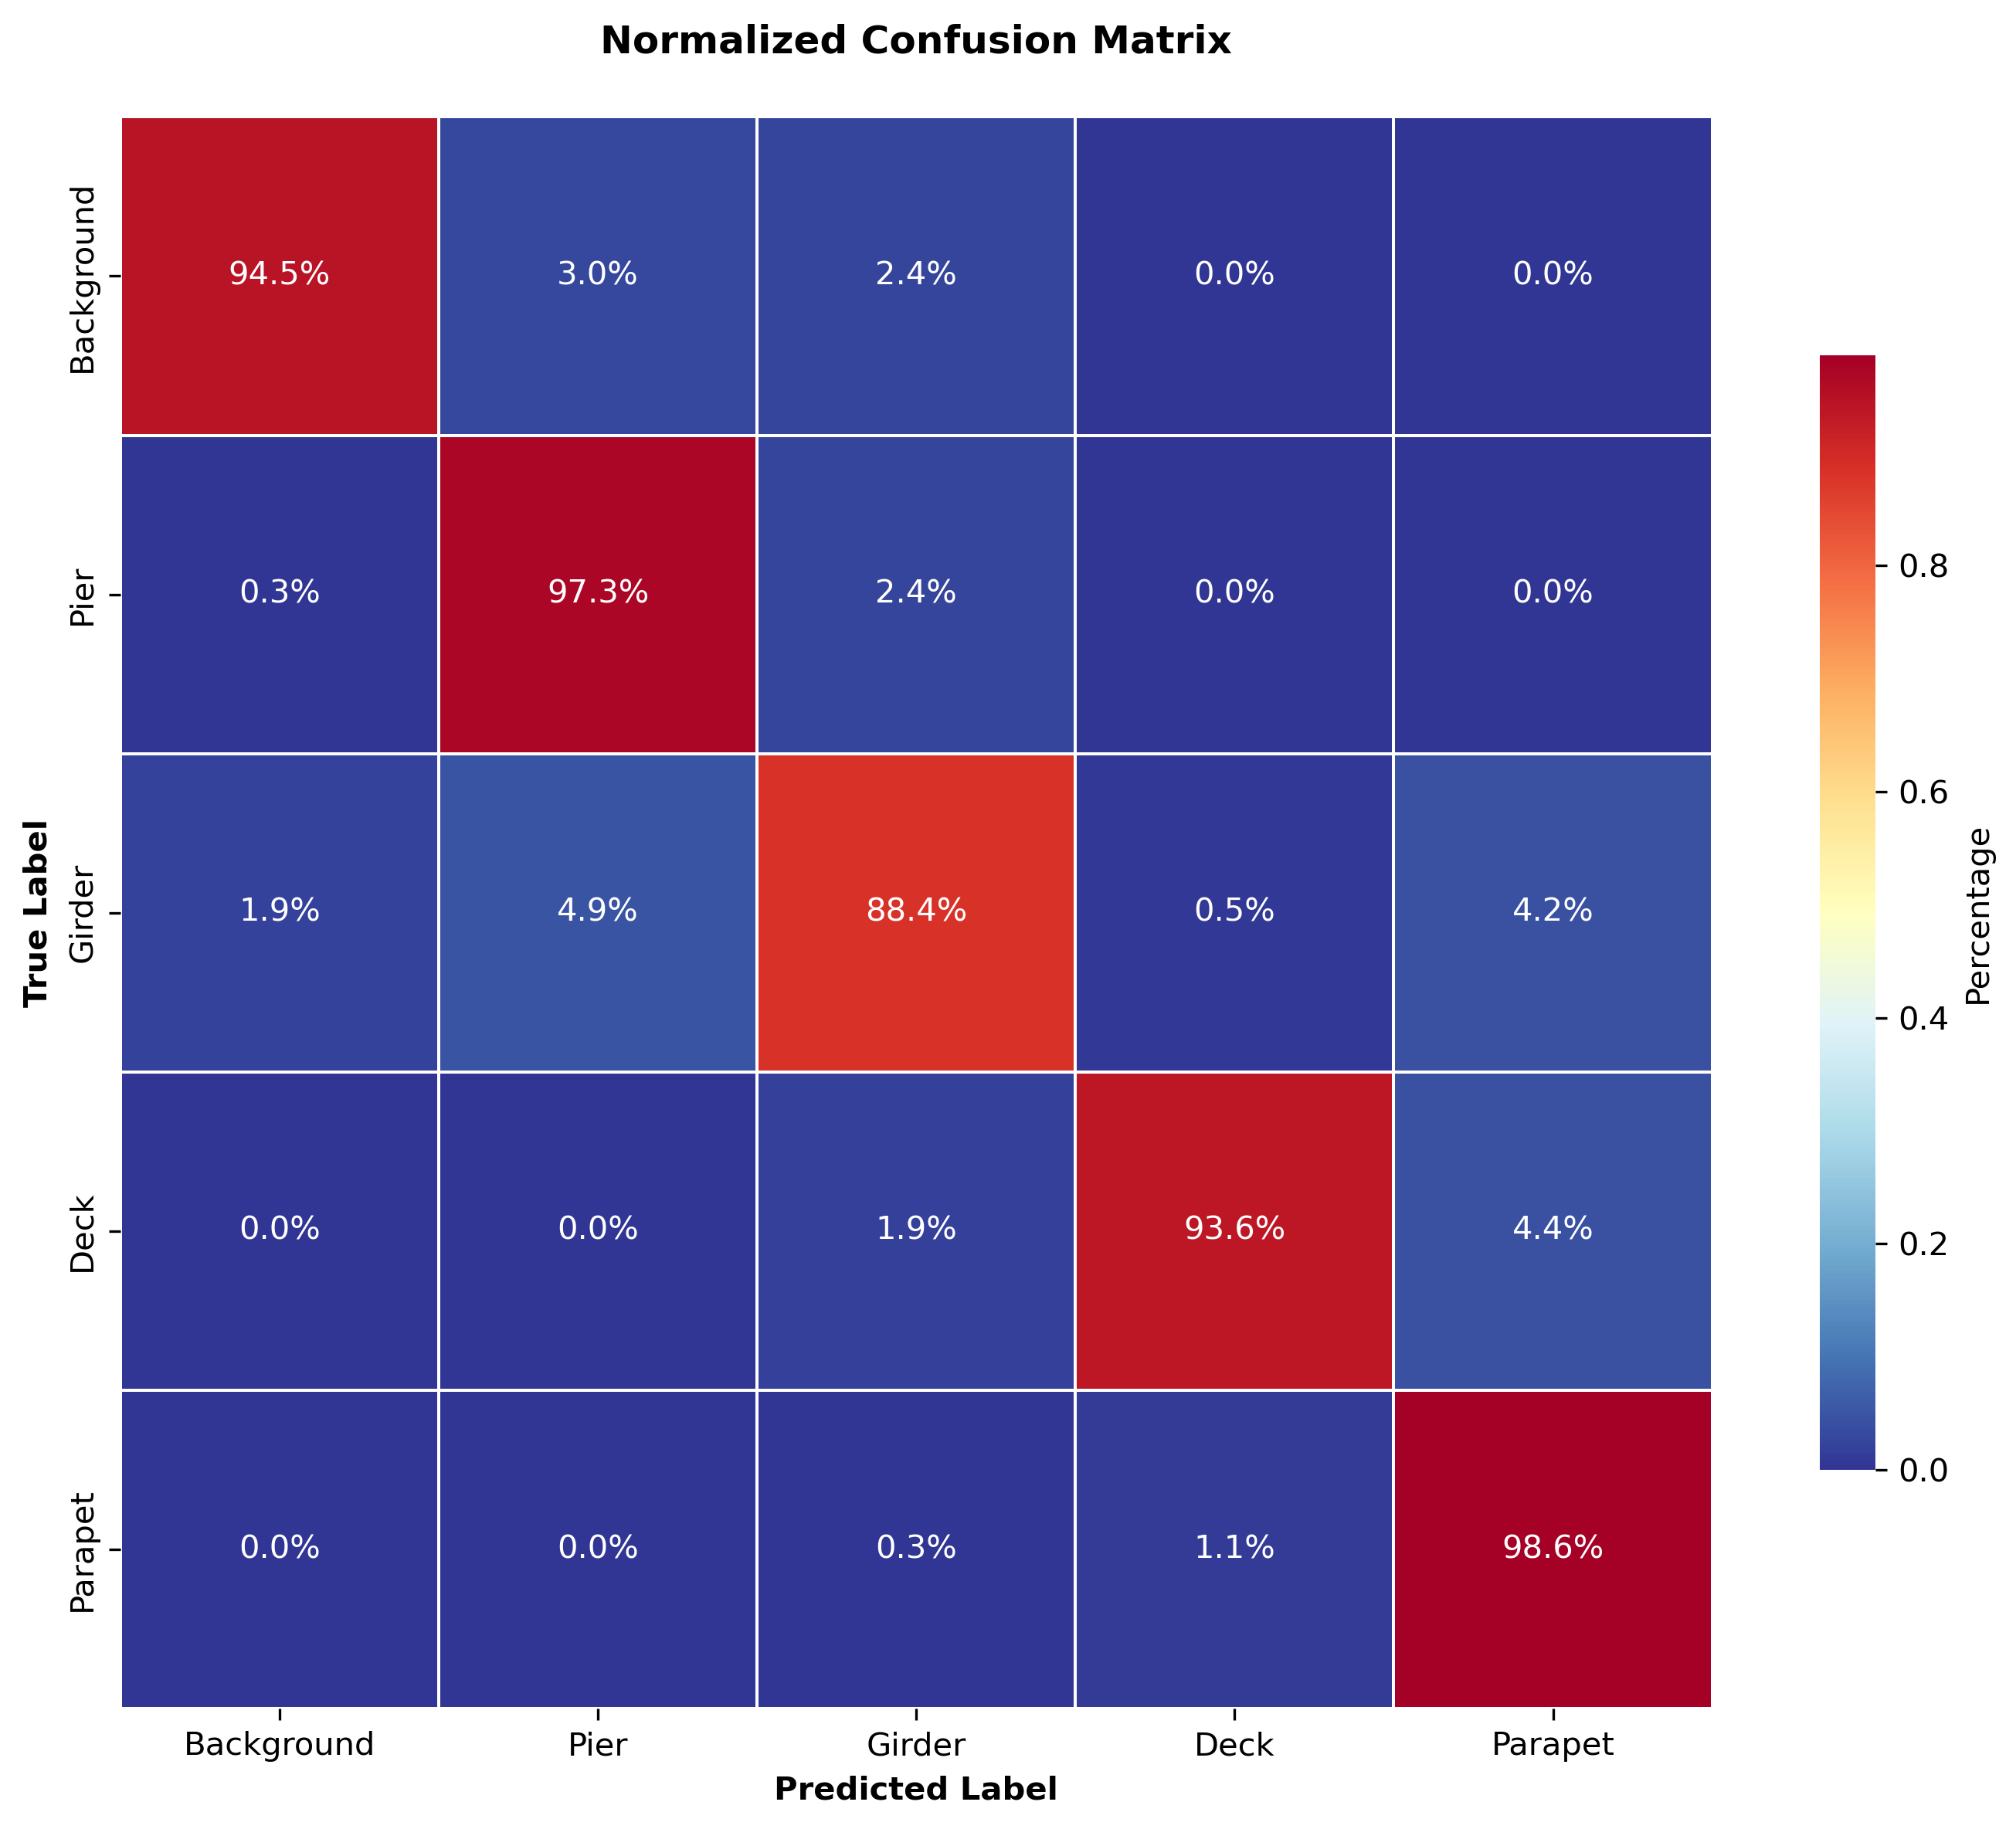 Normalized Confusion Matrix
True Label
Background
94.5% 3.0% 2.4% 0.0% 0.0%
Pier
0.3% 97.3% 2.4% 0.0% 0.0%
Girder
1.9% 4.9% 88.4% 0.5% 4.2%
Deck
0.0% 0.0% 1.9% 93.6% 4.4%
Parapet
0.0% 0.0% 0.3% 1.1% 98.6%
Background Pier Girder Deck Parapet
Predicted Label
0.8
0.6
0.4
0.2
0.0
Percentage